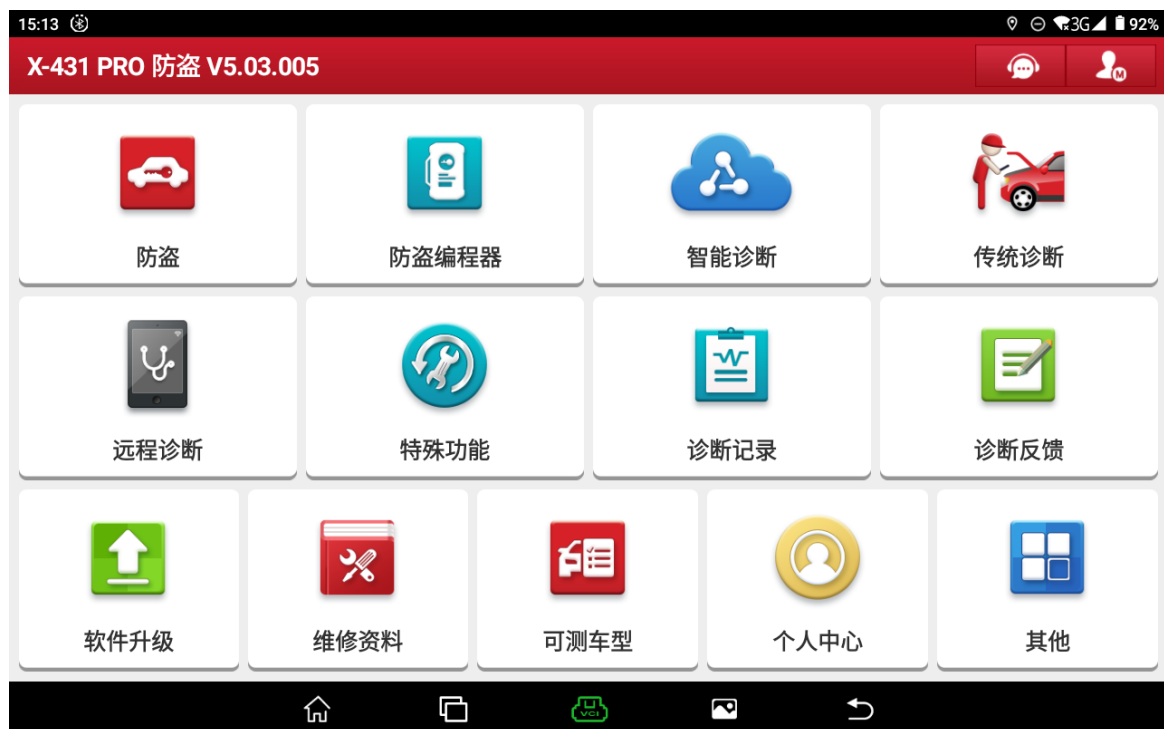 15:13
3G 92%
X-431 PRO 防盗 V5.03.005
M
防盗
防盗编程器
智能诊断
传统诊断
远程诊断
特殊功能
诊断记录
诊断反馈
软件升级
维修资料
可测车型
个人中心
其他
VCI